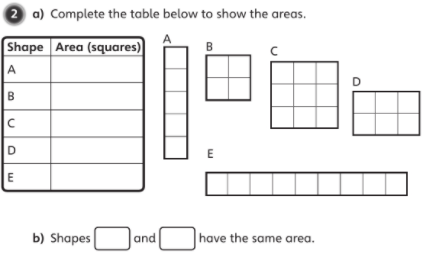 2 a) Complete the table below to show the areas.
Shape Area (squares)
A
B
C
D
E
A
B
C
D
E
b) Shapes and have the same area.